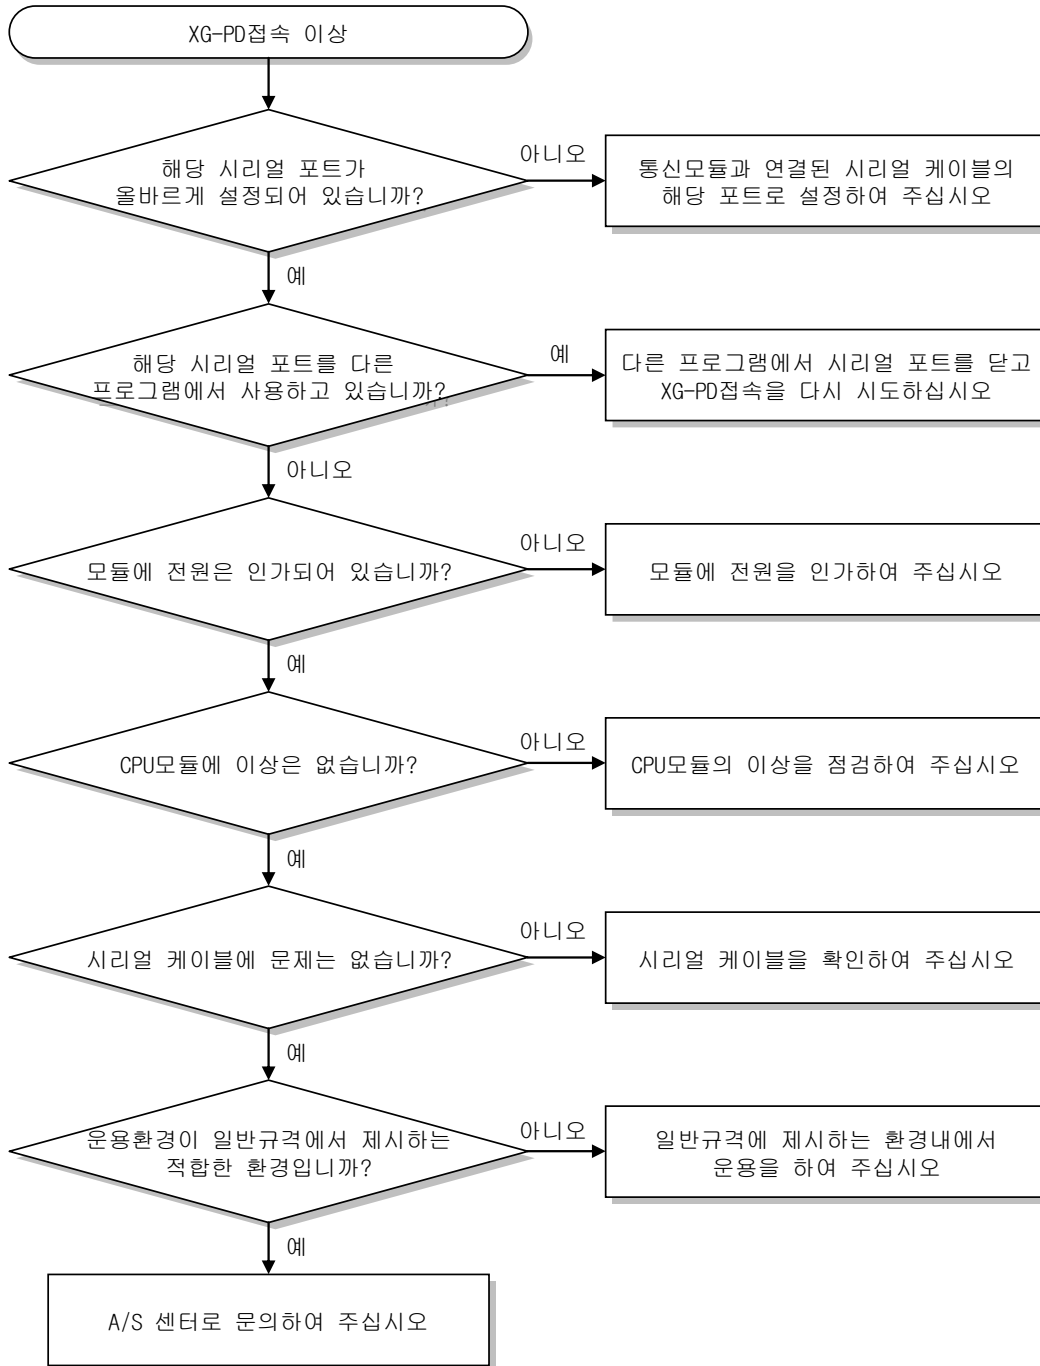 XG-PD접속 이상
해당 시리얼 포트가
올바르게 설정되어 있습니까?
아니오
통신모듈과 연결된 시리얼 케이블의
해당 포트로 설정하여 주십시오
예
해당 시리얼 포트를 다른
프로그램에서 사용하고 있습니까?
예
다른 프로그램에서 시리얼 포트를 닫고
XG-PD접속을 다시 시도하십시오
아니오
모듈에 전원은 인가되어 있습니까?
아니오
모듈에 전원을 인가하여 주십시오
예
CPU모듈에 이상은 없습니까?
아니오
CPU모듈의 이상을 점검하여 주십시오
예
시리얼 케이블에 문제는 없습니까?
아니오
시리얼 케이블을 확인하여 주십시오
예
운용환경이 일반규격에서 제시하는
적합한 환경입니까?
아니오
일반규격에 제시하는 환경내에서
운용을 하여 주십시오
예
A/S 센터로 문의하여 주십시오